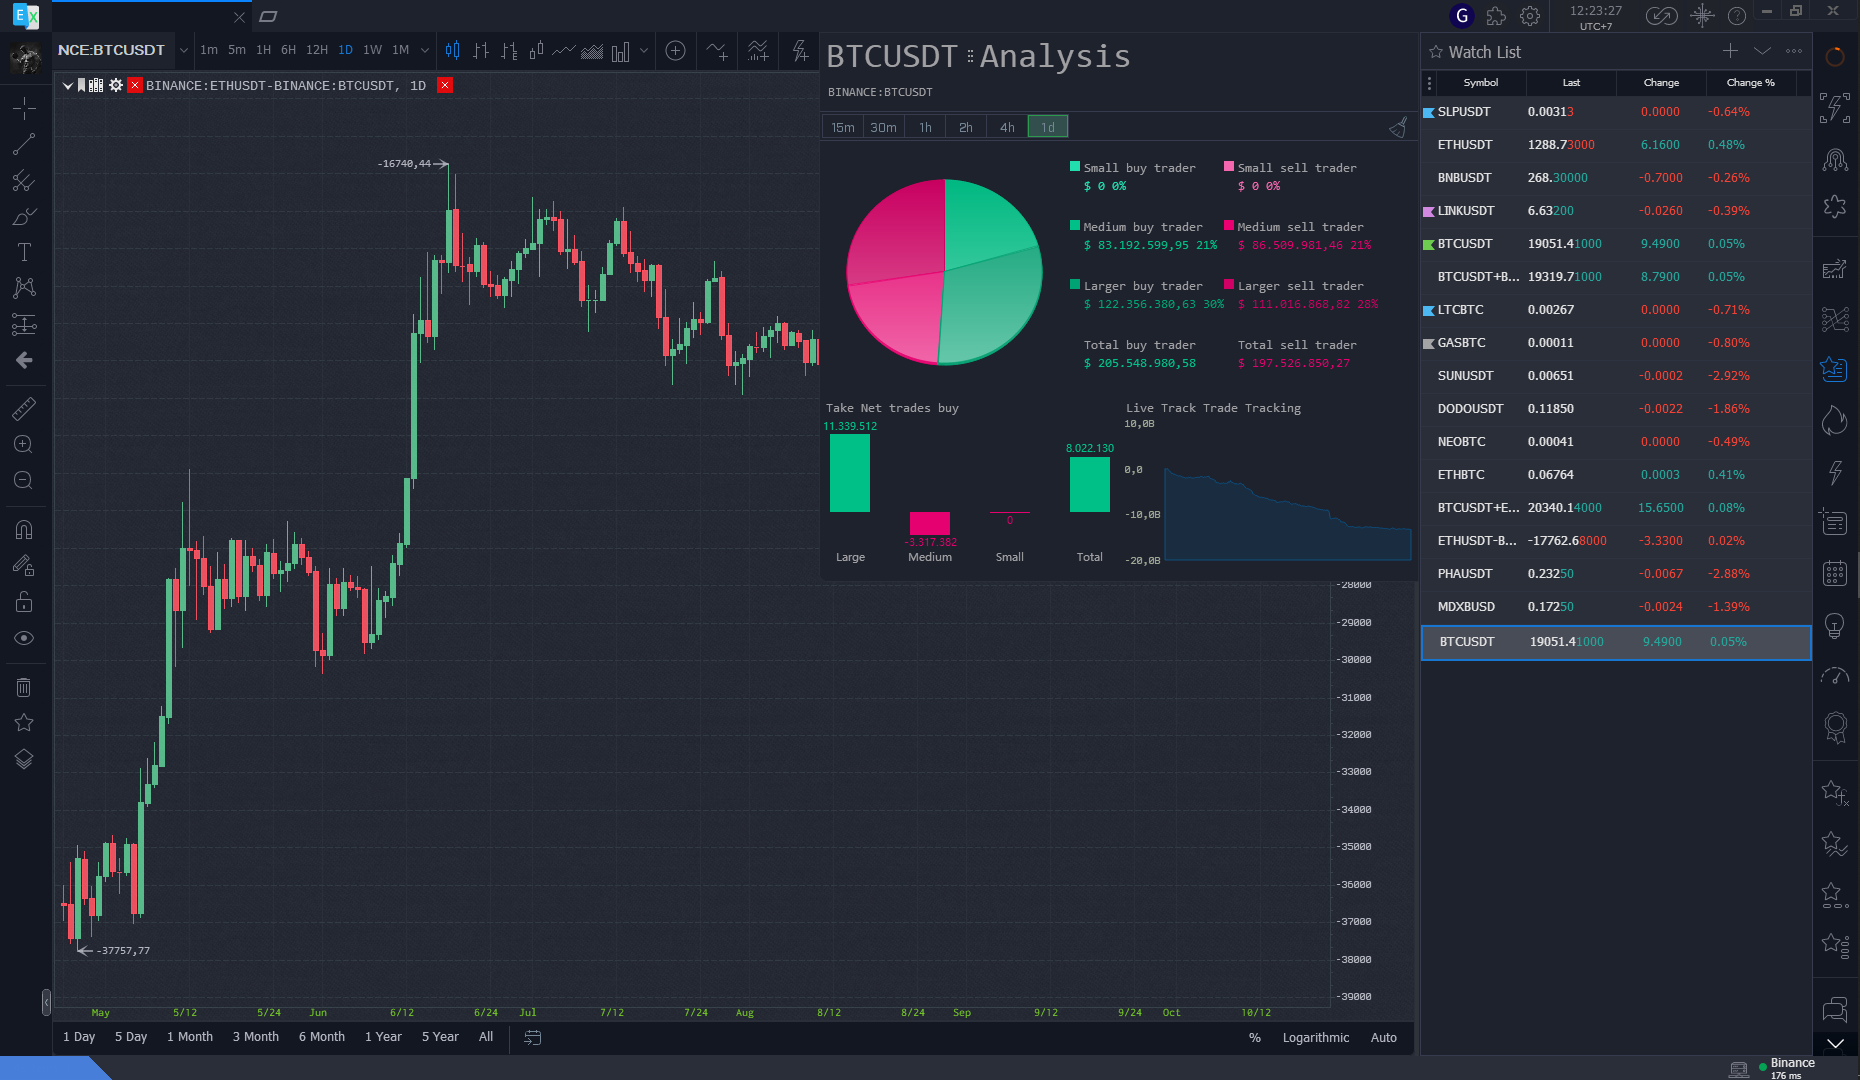 EX
G
12:23:27
UTC+7
NCE:BTCUSDT
1m 5m 1H 6H 12H 1D 1W 1M
BINANCE:ETHUSDT-BINANCE:BTCUSDT, 1D
-16740,44
-37757,77
BTCUSDT Analysis
BINANCE:BTCUSDT
15m 30m 1h 2h 4h 1d
Small buy trader Small sell trader
$ 0 0% $ 0 0%
Medium buy trader Medium sell trader
$ 83.192.599,95 21% $ 86.509.981,46 21%
Larger buy trader Larger sell trader
$ 122.356.380,63 30% $ 111.016.868,82 28%
Total buy trader Total sell trader
$ 205.548.980,58 $ 197.526.850,27
Take Net trades buy
11.339.512
-3.317.382
0
8.022.130
Large Medium Small Total
Live Track Trade Tracking
10,0B
0,0
-10,0B
-20,0B
-28000
-29000
-30000
-31000
-32000
-33000
-34000
-35000
-36000
-37000
-38000
-39000
May 5/12 5/24 Jun 6/12 6/24 Jul 7/12 7/24 Aug 8/12 8/24 Sep 9/12 9/24 Oct 10/12
1 Day 5 Day 1 Month 3 Month 6 Month 1 Year 5 Year All
% Logarithmic Auto
Watch List
Symbol Last Change Change %
SLPUSDT 0.00313 0.0000 -0.64%
ETHUSDT 1288.73000 6.1600 0.48%
BNBUSDT 268.30000 -0.7000 -0.26%
LINKUSDT 6.63200 -0.0260 -0.39%
BTCUSDT 19051.41000 9.4900 0.05%
BTCUSDT+B... 19319.71000 8.7900 0.05%
LTCBTC 0.00267 0.0000 -0.71%
GASBTC 0.00011 0.0000 -0.80%
SUNUSDT 0.00651 -0.0002 -2.92%
DODOUSDT 0.11850 -0.0022 -1.86%
NEOBTC 0.00041 0.0000 -0.49%
ETHBTC 0.06764 0.0003 0.41%
BTCUSDT+E... 20340.14000 15.6500 0.08%
ETHUSDT-B... -17762.68000 -3.3300 0.02%
PHAUSDT 0.23250 -0.0067 -2.88%
MDXBUSD 0.17250 -0.0024 -1.39%
BTCUSDT 19051.41000 9.4900 0.05%
Binance
176 ms